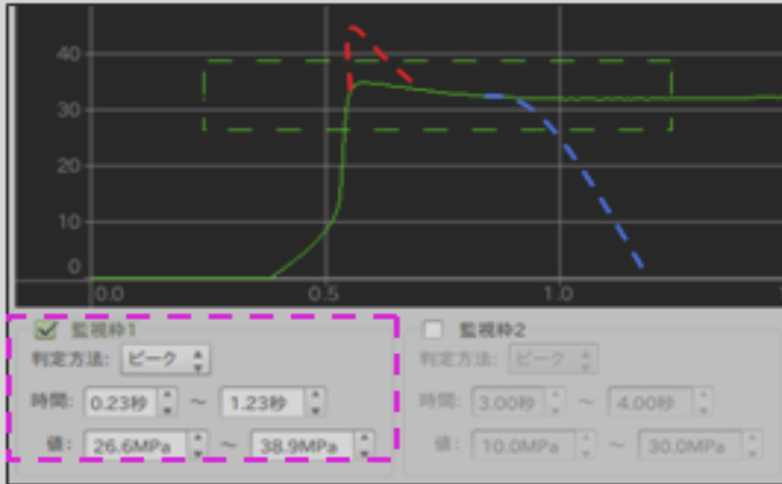 40
30
20
10
0
0.0 0.5 1.0
監視枠1
判定方法: ピーク
時間: 0.23秒 ～ 1.23秒
値: 26.6MPa ～ 38.9MPa
監視枠2
判定方法: ピーク
時間: 3.00秒 ～ 4.00秒
値: 10.0MPa ～ 30.0MPa